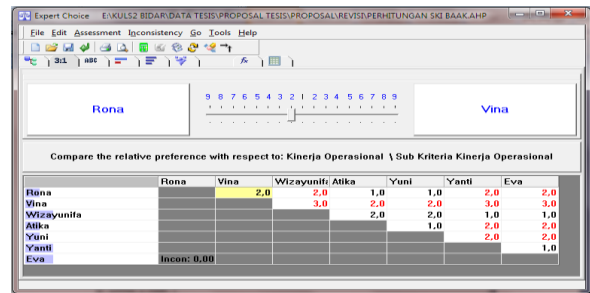 Expert Choice E:\KULS2 BIDAR\DATA TESIS\PROPOSAL TESIS\PROPOSAL\REVISI\PERHITUNGAN SKI BAAK.AHP
File Edit Assessment Inconsistency Go Tools Help
3:1 ABC fx
9 8 7 6 5 4 3 2 1 2 3 4 5 6 7 8 9
Rona Vina
Compare the relative preference with respect to: Kinerja Operasional \ Sub Kriteria Kinerja Operasional
Rona Vina Wizayunifa Atika Yuni Yanti Eva
Rona 2,0 2,0 1,0 1,0 2,0 2,0
Vina 3,0 2,0 2,0 3,0 3,0
Wizayunifa 2,0 2,0 1,0 1,0
Atika 1,0 2,0 2,0
Yuni 2,0 2,0
Yanti 1,0
Eva Incon: 0,00